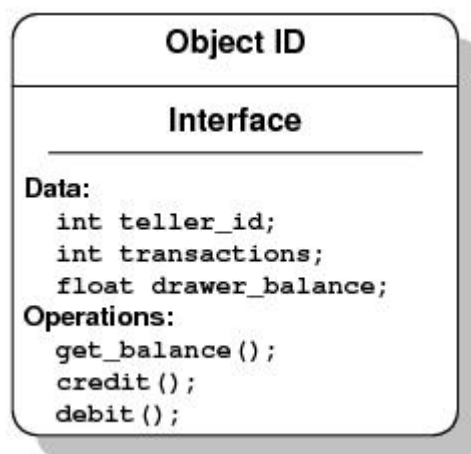 Object ID
Interface
Data:
int teller_id;
int transactions;
float drawer_balance;
Operations:
get_balance();
credit();
debit();